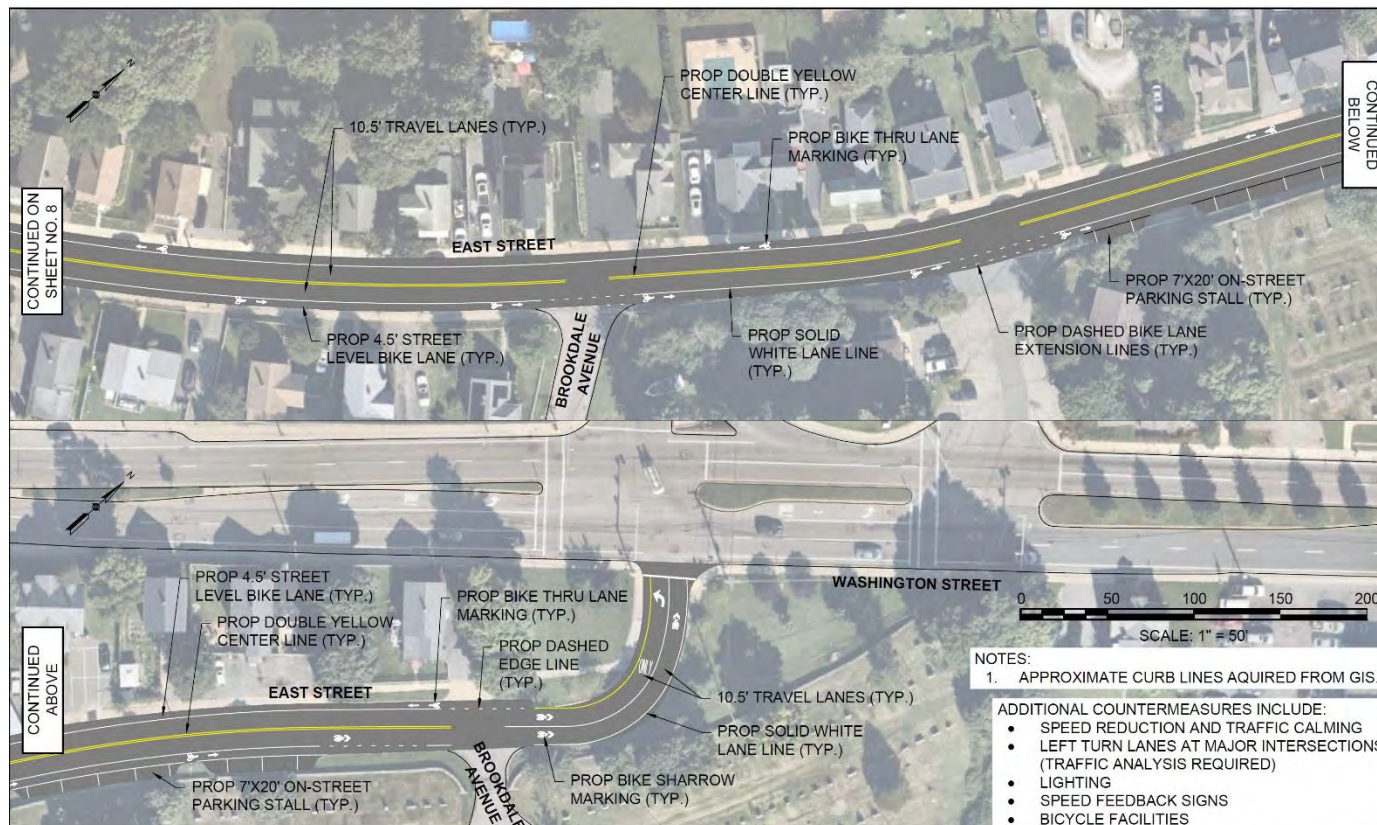 N
PROP DOUBLE YELLOW
CENTER LINE (TYP.)
10.5' TRAVEL LANES (TYP.)
PROP BIKE THRU LANE
MARKING (TYP.)
CONTINUED
BELOW
CONTINUED ON
SHEET NO. 8
EAST STREET
PROP 7'X20' ON-STREET
PARKING STALL (TYP.)
PROP 4.5' STREET
LEVEL BIKE LANE (TYP.)
BROOKDALE
AVENUE
PROP SOLID
WHITE LANE LINE
(TYP.)
PROP DASHED BIKE LANE
EXTENSION LINES (TYP.)
N
PROP 4.5' STREET
LEVEL BIKE LANE (TYP.)
PROP DOUBLE YELLOW
CENTER LINE (TYP.)
PROP BIKE THRU LANE
MARKING (TYP.)
WASHINGTON STREET
0 50 100 150 200
SCALE: 1" = 50'
CONTINUED
ABOVE
EAST STREET
PROP DASHED
EDGE LINE
(TYP.)
ONLY
10.5' TRAVEL LANES (TYP.)
PROP SOLID WHITE
LANE LINE (TYP.)
PROP 7'X20' ON-STREET
PARKING STALL (TYP.)
BROOKDALE
AVENUE
PROP BIKE SHARROW
MARKING (TYP.)
NOTES:
1. APPROXIMATE CURB LINES AQUIRED FROM GIS.
ADDITIONAL COUNTERMEASURES INCLUDE:
• SPEED REDUCTION AND TRAFFIC CALMING
• LEFT TURN LANES AT MAJOR INTERSECTIONS
(TRAFFIC ANALYSIS REQUIRED)
• LIGHTING
• SPEED FEEDBACK SIGNS
• BICYCLE FACILITIES